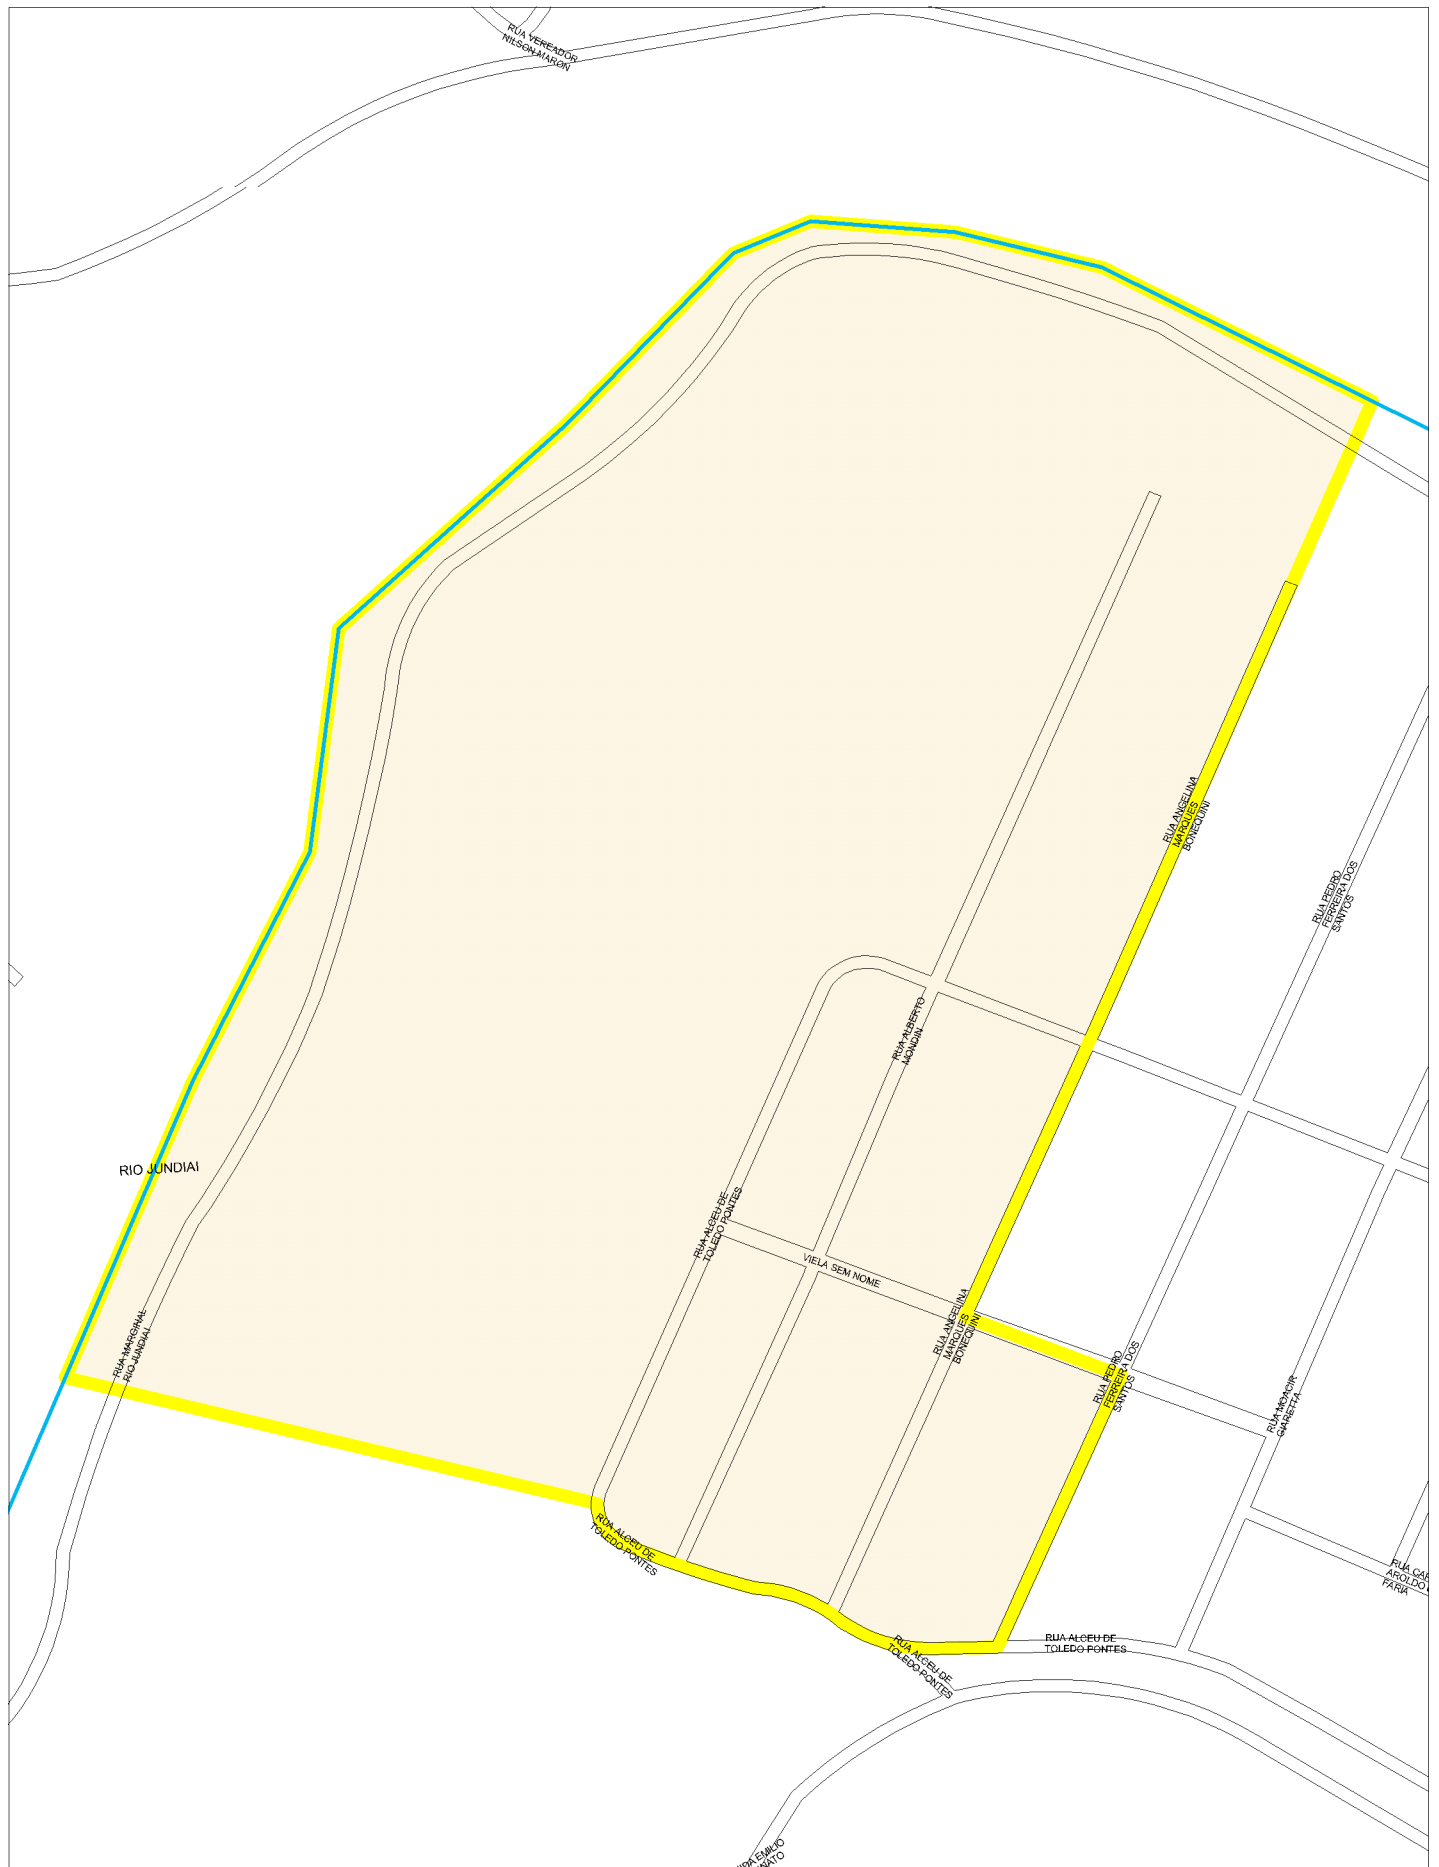 RUA VEREADOR
NILSON MARON
RUA ANGELINA
MARQUES
BONEQUINI
RUA PEDRO
FERREIRA DOS
SANTOS
RUA ALBERTO
MONDIN
RIO JUNDIAI
RUA ALCEU DE
TOLEDO PONTES
VIELA SEM NOME
RUA ANGELINA
MARQUES
BONEQUINI
RUA MARGINAL
RIO JUNDIAI
RUA PEDRO
FERREIRA DOS
SANTOS
RUA MOACIR
GIARETTA
RUA ALCEU DE
TOLEDO PONTES
RUA
AROLDO
FARIA
RUA ALCEU DE
TOLEDO PONTES
RUA ALCEU DE
TOLEDO PONTES
EMILIO